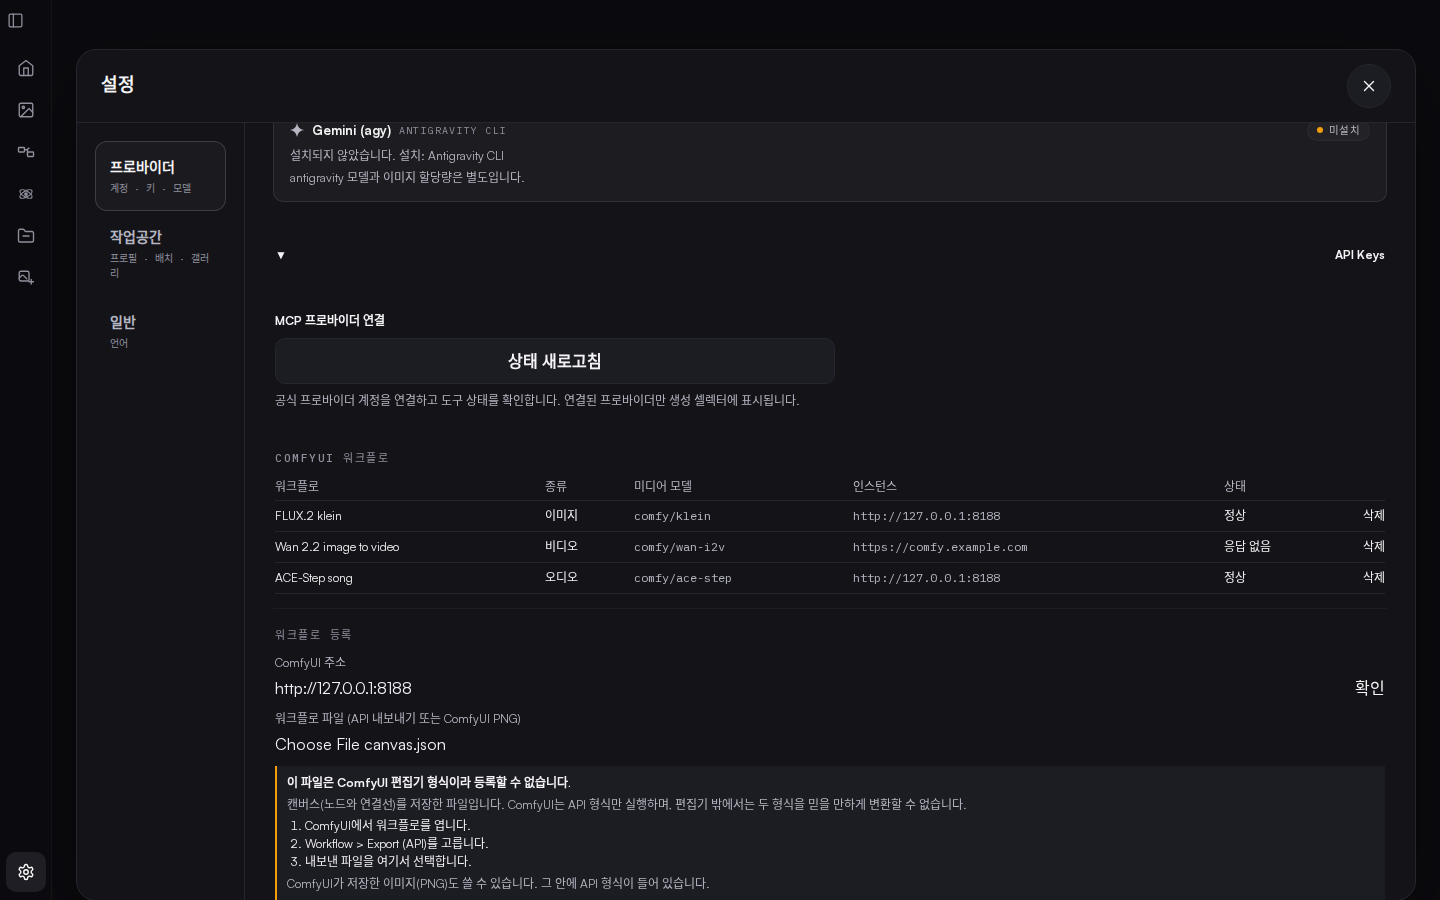 설정
프로바이더
계정 · 키 · 모델
작업공간
프로필 · 배치 · 갤러
리
일반
언어
Gemini (agy) ANTIGRAVITY CLI
미설치
설치되지 않았습니다. 설치: Antigravity CLI
antigravity 모델과 이미지 할당량은 별도입니다.
▼ API Keys
MCP 프로바이더 연결
상태 새로고침
공식 프로바이더 계정을 연결하고 도구 상태를 확인합니다. 연결된 프로바이더만 생성 셀렉터에 표시됩니다.
COMFYUI 워크플로
워크플로 종류 미디어 모델 인스턴스 상태
FLUX.2 klein 이미지 comfy/klein http://127.0.0.1:8188 정상 삭제
Wan 2.2 image to video 비디오 comfy/wan-i2v https://comfy.example.com 응답 없음 삭제
ACE-Step song 오디오 comfy/ace-step http://127.0.0.1:8188 정상 삭제
워크플로 등록
ComfyUI 주소
http://127.0.0.1:8188 확인
워크플로 파일 (API 내보내기 또는 ComfyUI PNG)
Choose File canvas.json
이 파일은 ComfyUI 편집기 형식이라 등록할 수 없습니다.
캔버스(노드와 연결선)를 저장한 파일입니다. ComfyUI는 API 형식만 실행하며, 편집기 밖에서는 두 형식을 믿을 만하게 변환할 수 없습니다.
1. ComfyUI에서 워크플로를 엽니다.
2. Workflow > Export (API)를 고릅니다.
3. 내보낸 파일을 여기서 선택합니다.
ComfyUI가 저장한 이미지(PNG)도 쓸 수 있습니다. 그 안에 API 형식이 들어 있습니다.